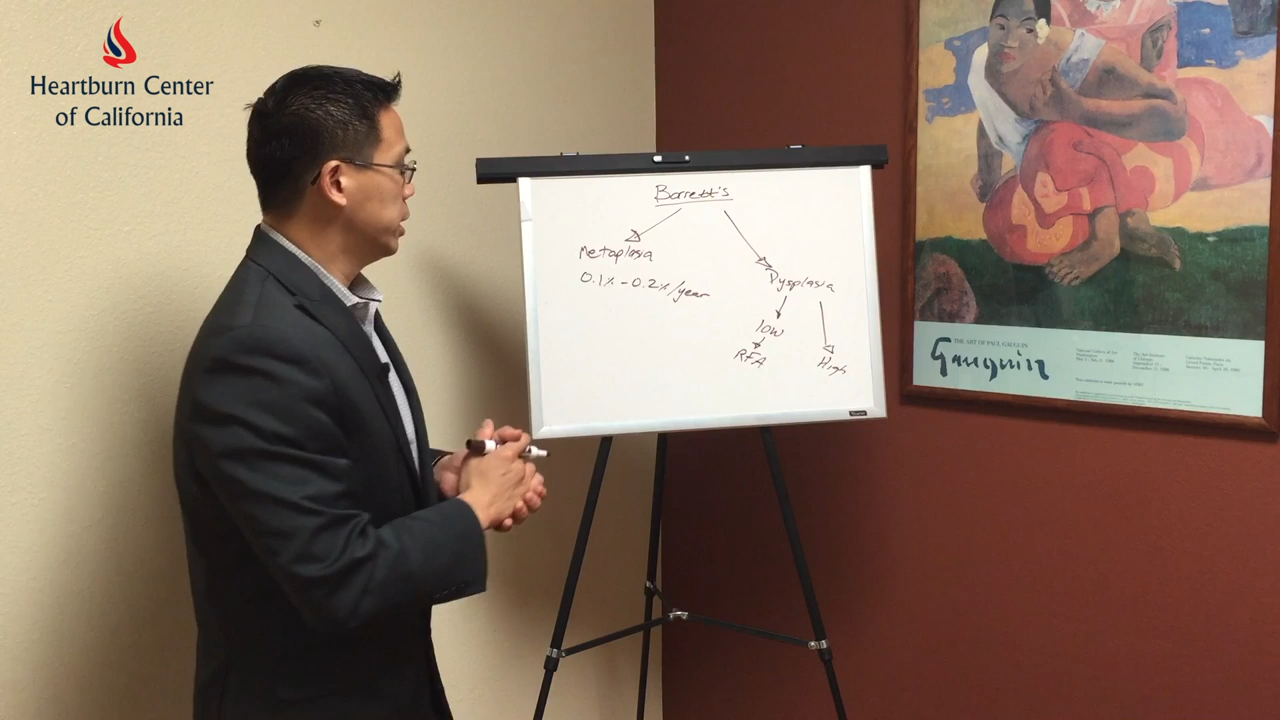 Heartburn Center
of California
Barrett's
Metaplasia
0.1% - 0.2%/year
Dysplasia
low
RFA
High
THE ART OF PAUL GAUGUIN
Gauguin